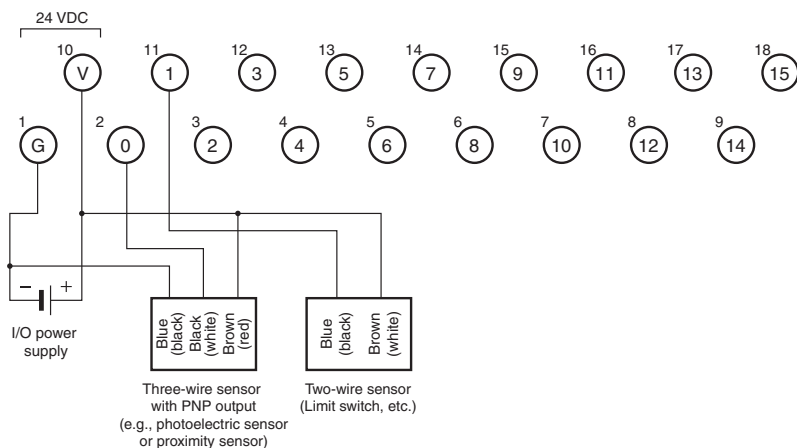 24 VDC
10 11 12 13 14 15 16 17 18
V 1 3 5 7 9 11 13 15
1 2 3 4 5 6 7 8 9
G 0 2 4 6 8 10 12 14
− +
I/O power
supply
Blue
(black)
Black
(white)
Brown
(red)
Blue
(black)
Brown
(white)
Three-wire sensor
with PNP output
(e.g., photoelectric sensor
or proximity sensor)
Two-wire sensor
(Limit switch, etc.)